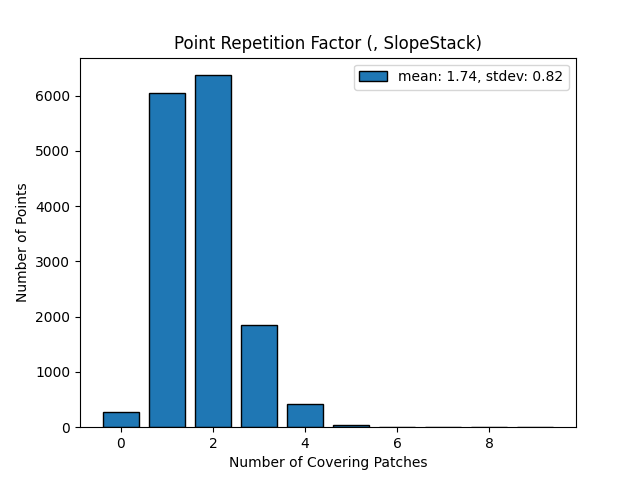 Point Repetition Factor (, SlopeStack)
mean: 1.74, stdev: 0.82
6000
5000
4000
3000
2000
1000
0
Number of Points
0 2 4 6 8
Number of Covering Patches